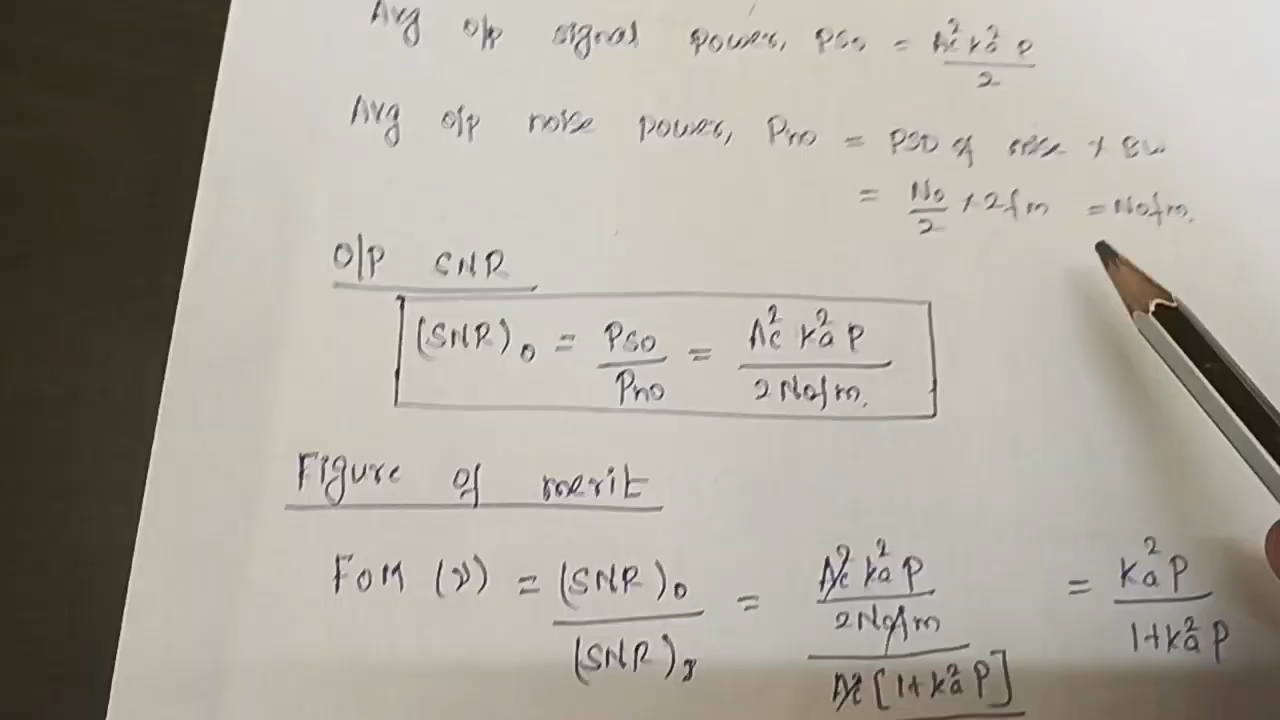 Avg o/p signal power, Pso = Ac² ka² P / 2
Avg o/p noise power, Pno = PSD of noise × BW
= No/2 × 2fm = Nofm.
O/P SNR
(SNR)o = Pso/Pno = Ac² ka² P / 2Nofm.
Figure of merit
FOM (γ) = (SNR)o / (SNR)r = (Ac² ka² P / 2Nofm) / (Ac² [1+ka² P]) = ka² P / 1+ka² P